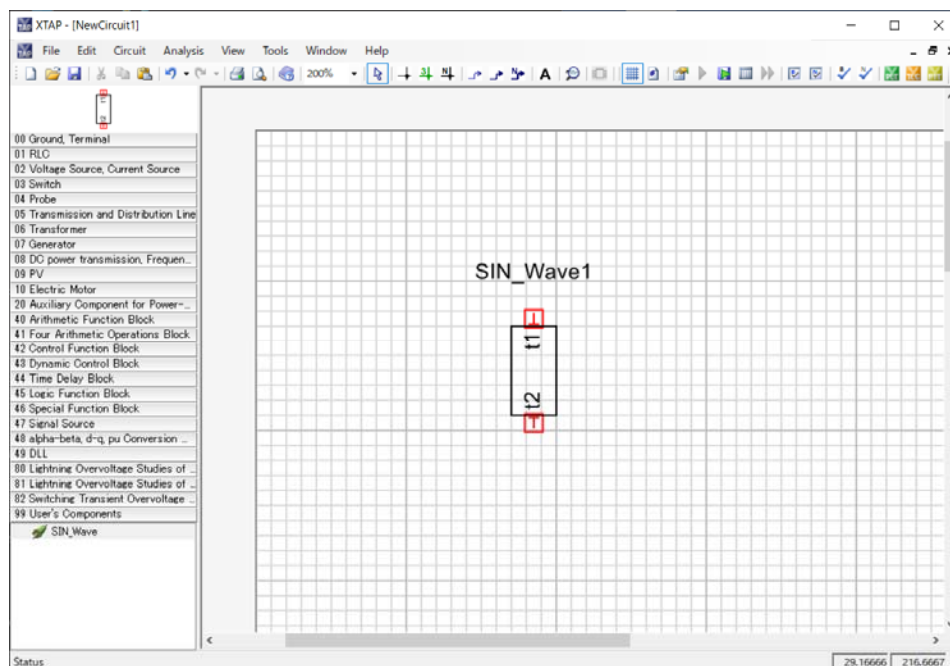 XTAP - [NewCircuit1]
File Edit Circuit Analysis View Tools Window Help
200%
A
00 Ground, Terminal
01 RLC
02 Voltage Source, Current Source
03 Switch
04 Probe
05 Transmission and Distribution Line
06 Transformer
07 Generator
08 DC power transmission, Frequen...
09 PV
10 Electric Motor
20 Auxiliary Component for Power-...
40 Arithmetic Function Block
41 Four Arithmetic Operations Block
42 Control Function Block
43 Dynamic Control Block
44 Time Delay Block
45 Logic Function Block
46 Special Function Block
47 Signal Source
48 alpha-beta, d-q, pu Conversion ...
49 DLL
80 Lightning Overvoltage Studies of ...
81 Lightning Overvoltage Studies of ...
82 Switching Transient Overvoltage ...
99 User's Components
SIN_Wave
SIN_Wave1
t1
t2
Status
29.16666 216.6667